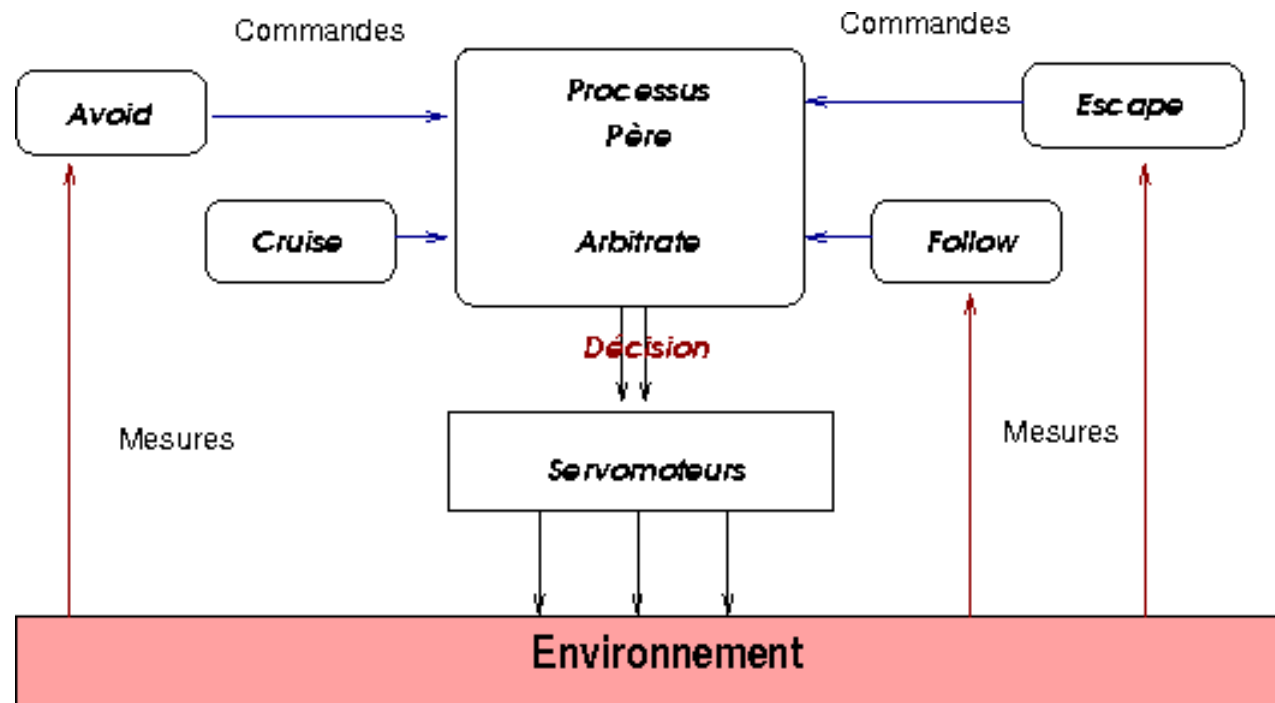 Commandes
Commandes
Avoid
Processus
Père
Escape
Cruise
Arbitrate
Follow
Décision
Mesures
Mesures
Servomoteurs
Environnement